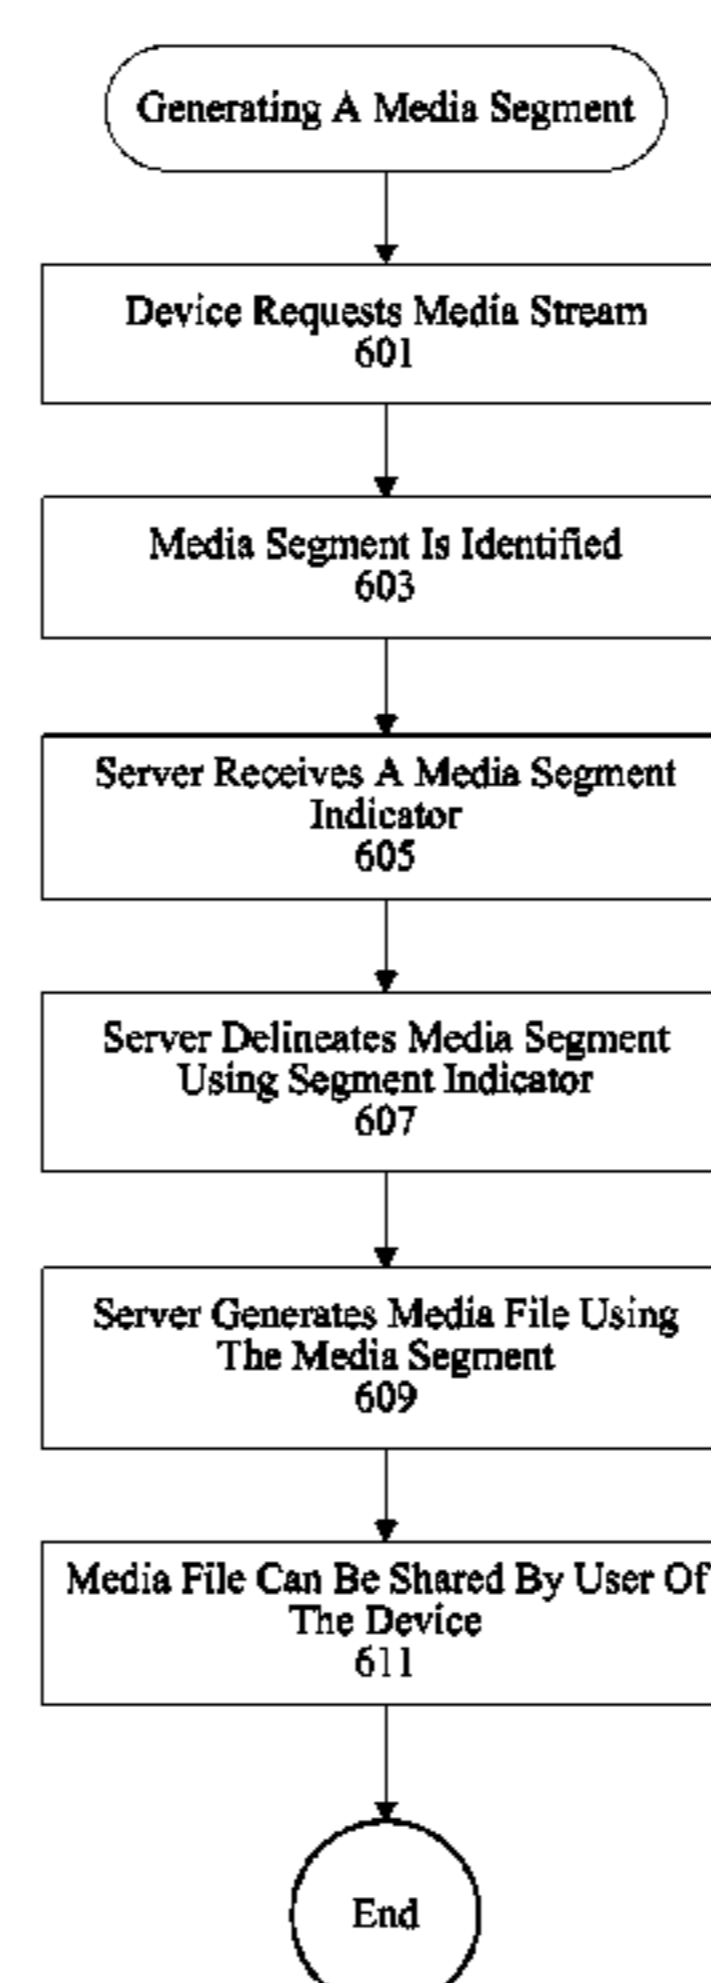 Generating A Media Segment
Device Requests Media Stream
601
Media Segment Is Identified
603
Server Receives A Media Segment
Indicator
605
Server Delineates Media Segment
Using Segment Indicator
607
Server Generates Media File Using
The Media Segment
609
Media File Can Be Shared By User Of
The Device
611
End